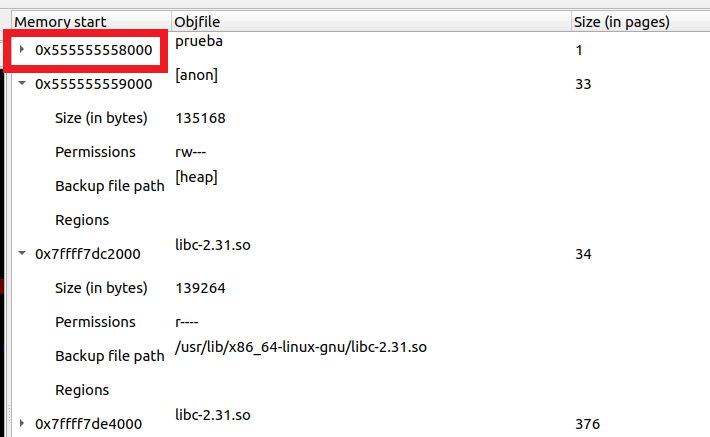 Memory start Objfile Size (in pages)
0x555555558000 prueba 1
0x555555559000 [anon] 33
Size (in bytes) 135168
Permissions rw---
Backup file path [heap]
Regions
0x7ffff7dc2000 libc-2.31.so 34
Size (in bytes) 139264
Permissions r----
Backup file path /usr/lib/x86_64-linux-gnu/libc-2.31.so
Regions
0x7ffff7de4000 libc-2.31.so 376